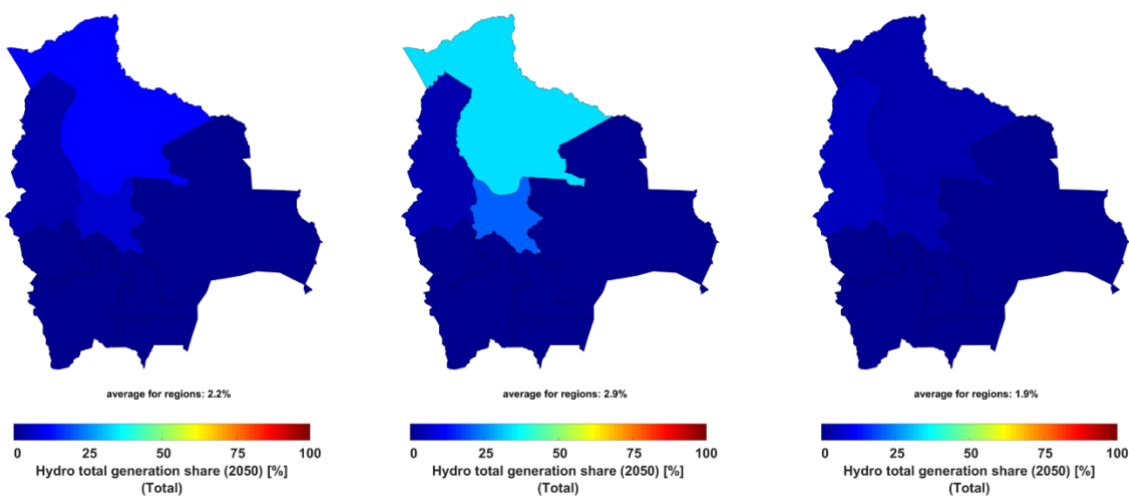 average for regions: 2.2%
0 25 50 75 100
Hydro total generation share (2050) [%]
(Total)
average for regions: 2.9%
0 25 50 75 100
Hydro total generation share (2050) [%]
(Total)
average for regions: 1.9%
0 25 50 75 100
Hydro total generation share (2050) [%]
(Total)